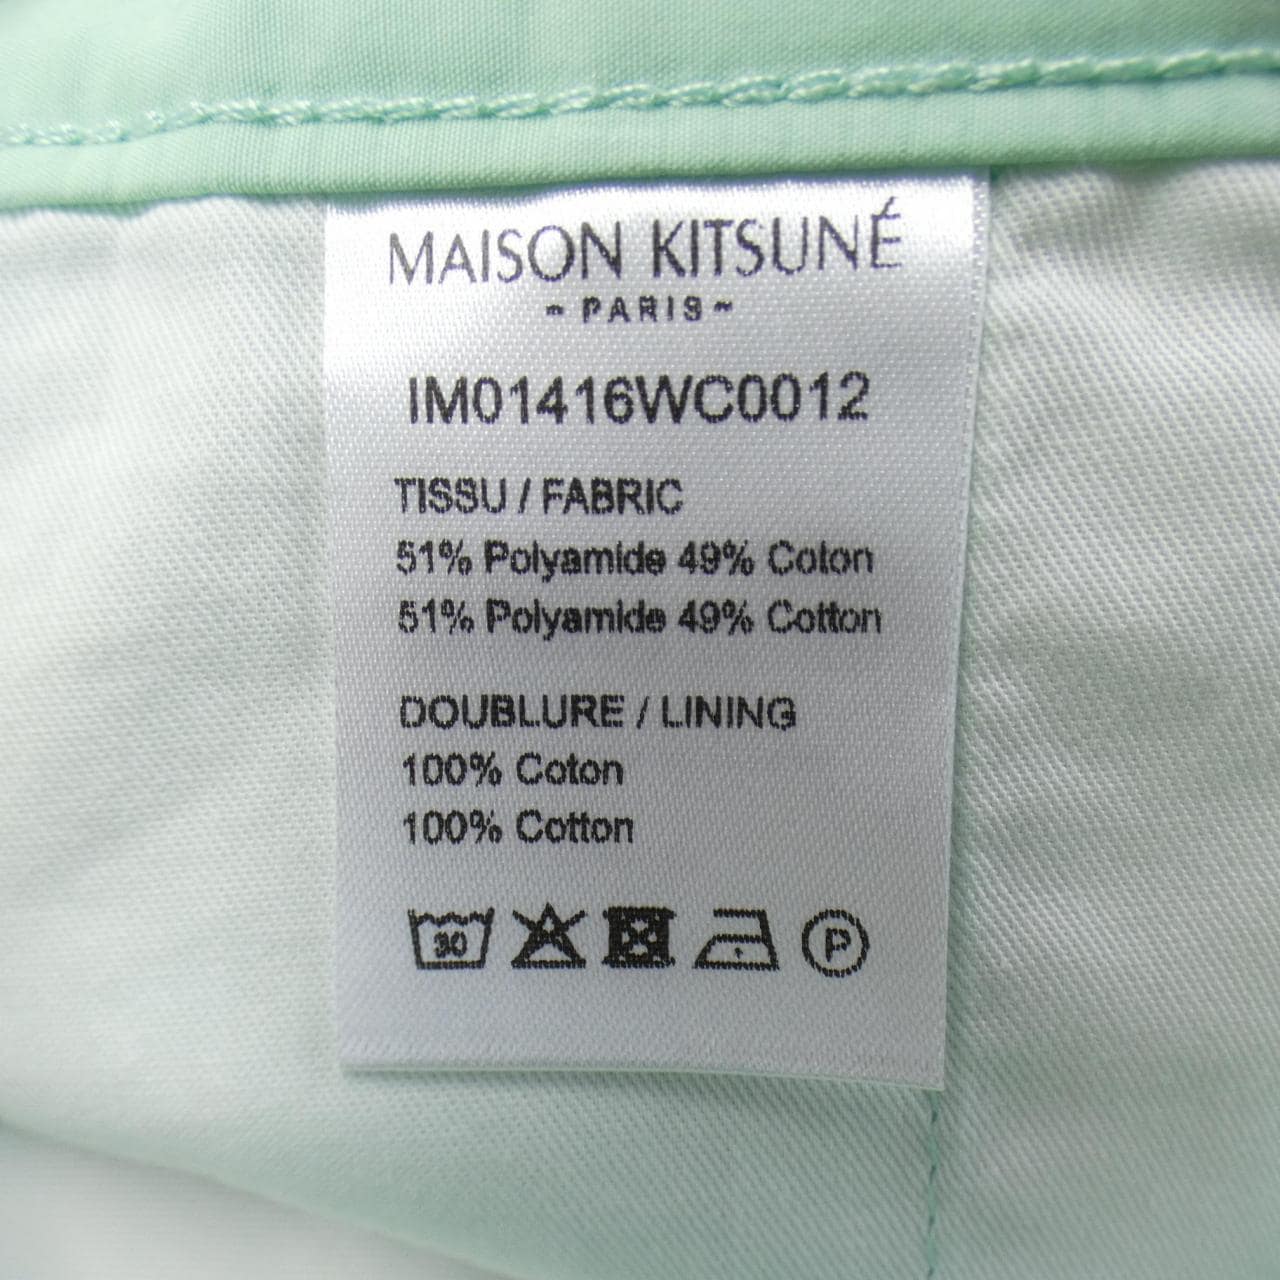 MAISON KITSUNÉ
~ PARIS ~
IM01416WC0012
TISSU / FABRIC
51% Polyamide 49% Coton
51% Polyamide 49% Cotton
DOUBLURE / LINING
100% Coton
100% Cotton
30
P